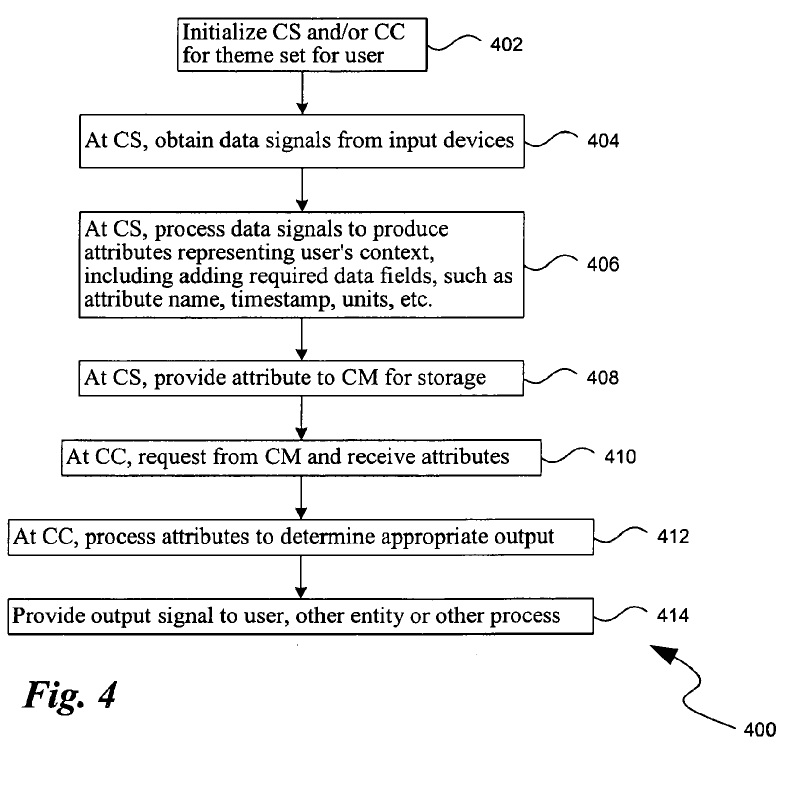 Initialize CS and/or CC
for theme set for user
402
At CS, obtain data signals from input devices
404
At CS, process data signals to produce
attributes representing user's context,
including adding required data fields, such as
attribute name, timestamp, units, etc.
406
At CS, provide attribute to CM for storage
408
At CC, request from CM and receive attributes
410
At CC, process attributes to determine appropriate output
412
Provide output signal to user, other entity or other process
414
Fig. 4
400